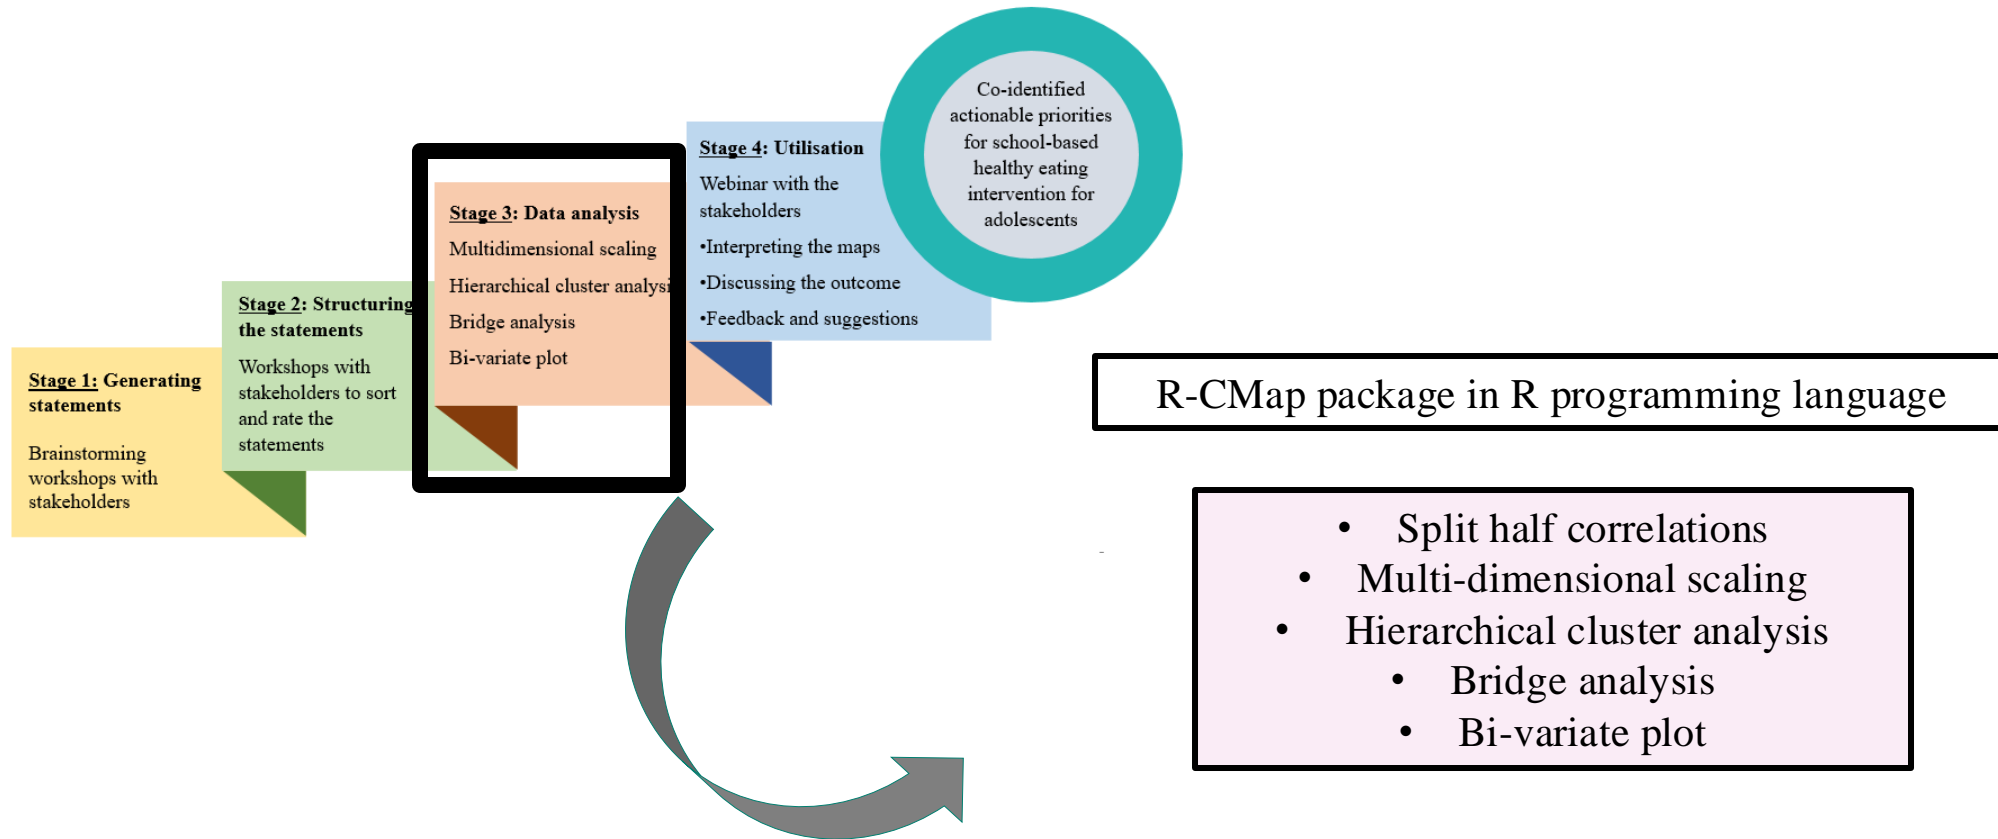 Stage 1: Generating
statements
Brainstorming
workshops with
stakeholders
Stage 2: Structuring
the statements
Workshops with
stakeholders to sort
and rate the
statements
Stage 3: Data analysis
Multidimensional scaling
Hierarchical cluster analysi
Bridge analysis
Bi-variate plot
Stage 4: Utilisation
Webinar with the
stakeholders
•Interpreting the maps
•Discussing the outcome
•Feedback and suggestions
Co-identified
actionable priorities
for school-based
healthy eating
intervention for
adolescents
R-CMap package in R programming language
• Split half correlations
• Multi-dimensional scaling
• Hierarchical cluster analysis
• Bridge analysis
• Bi-variate plot